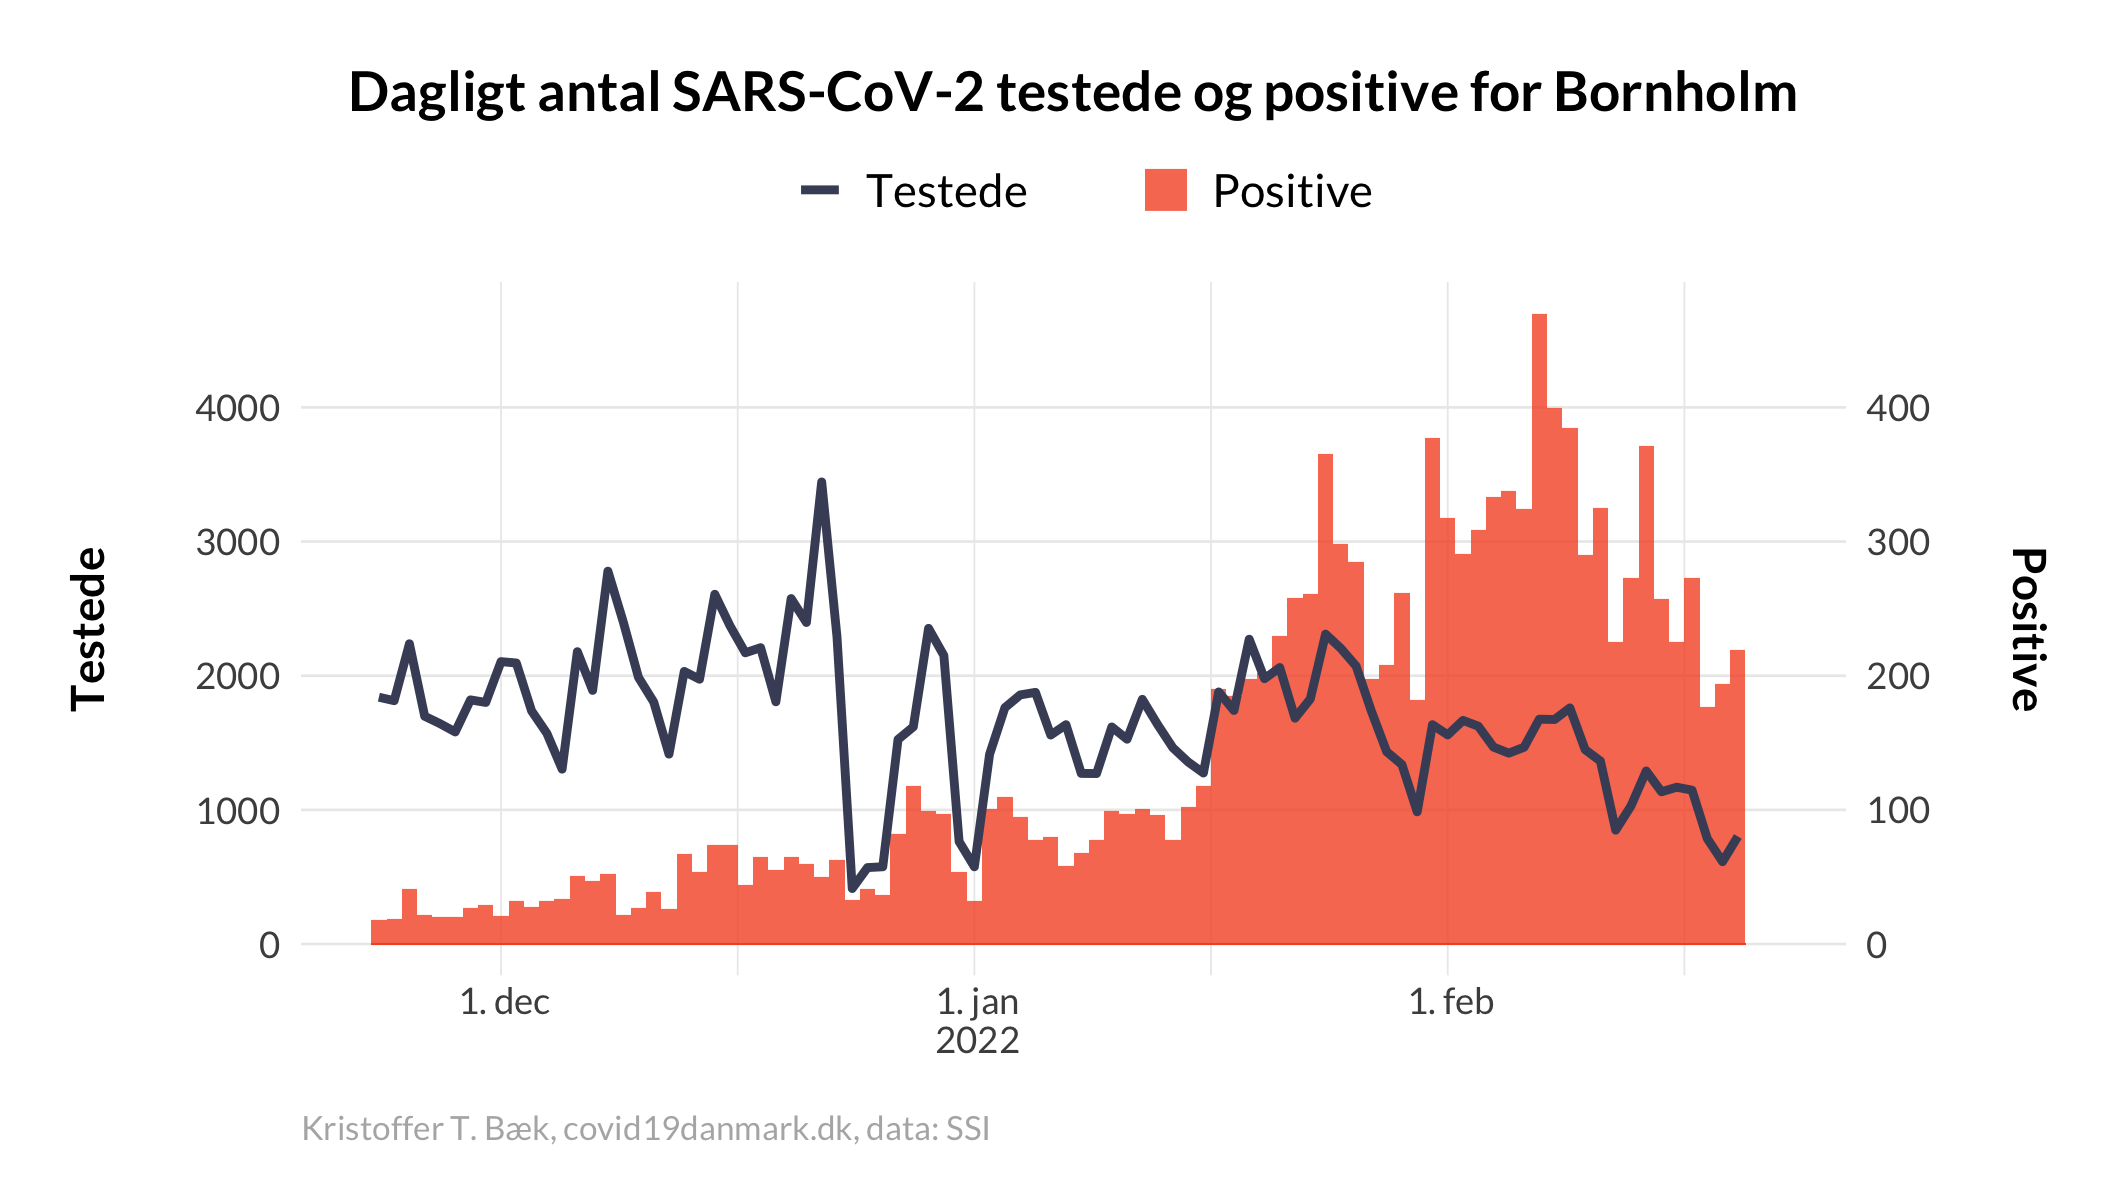 Dagligt antal SARS-CoV-2 testede og positive for Bornholm
Testede
Positive
Testede
4000
3000
2000
1000
0
400
300
200
100
0
Positive
1. dec
1. jan
2022
1. feb
Kristoffer T. Bæk, covid19danmark.dk, data: SSI